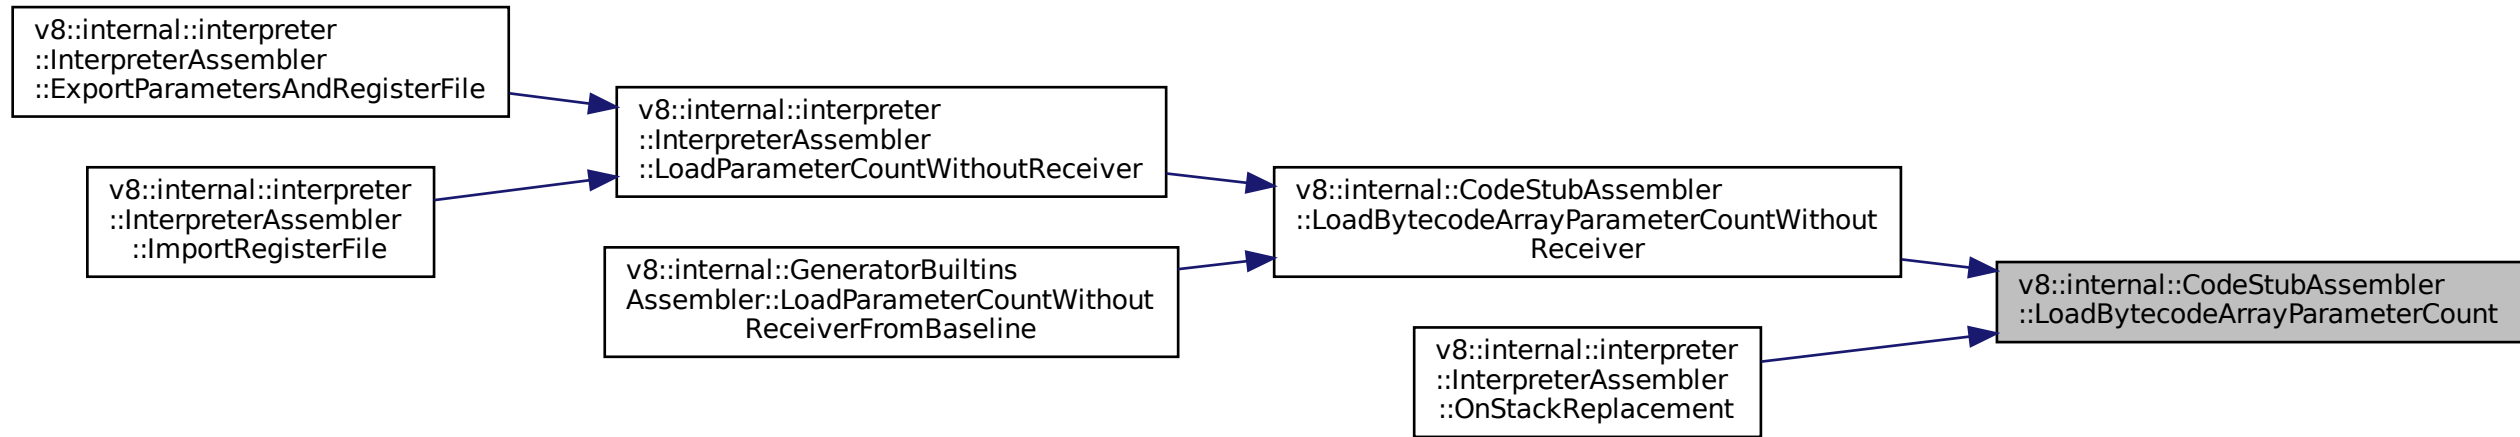 v8::internal::interpreter
::InterpreterAssembler
::ExportParametersAndRegisterFile
v8::internal::interpreter
::InterpreterAssembler
::ImportRegisterFile
v8::internal::interpreter
::InterpreterAssembler
::LoadParameterCountWithoutReceiver
v8::internal::GeneratorBuiltins
Assembler::LoadParameterCountWithout
ReceiverFromBaseline
v8::internal::CodeStubAssembler
::LoadBytecodeArrayParameterCountWithout
Receiver
v8::internal::interpreter
::InterpreterAssembler
::OnStackReplacement
v8::internal::CodeStubAssembler
::LoadBytecodeArrayParameterCount